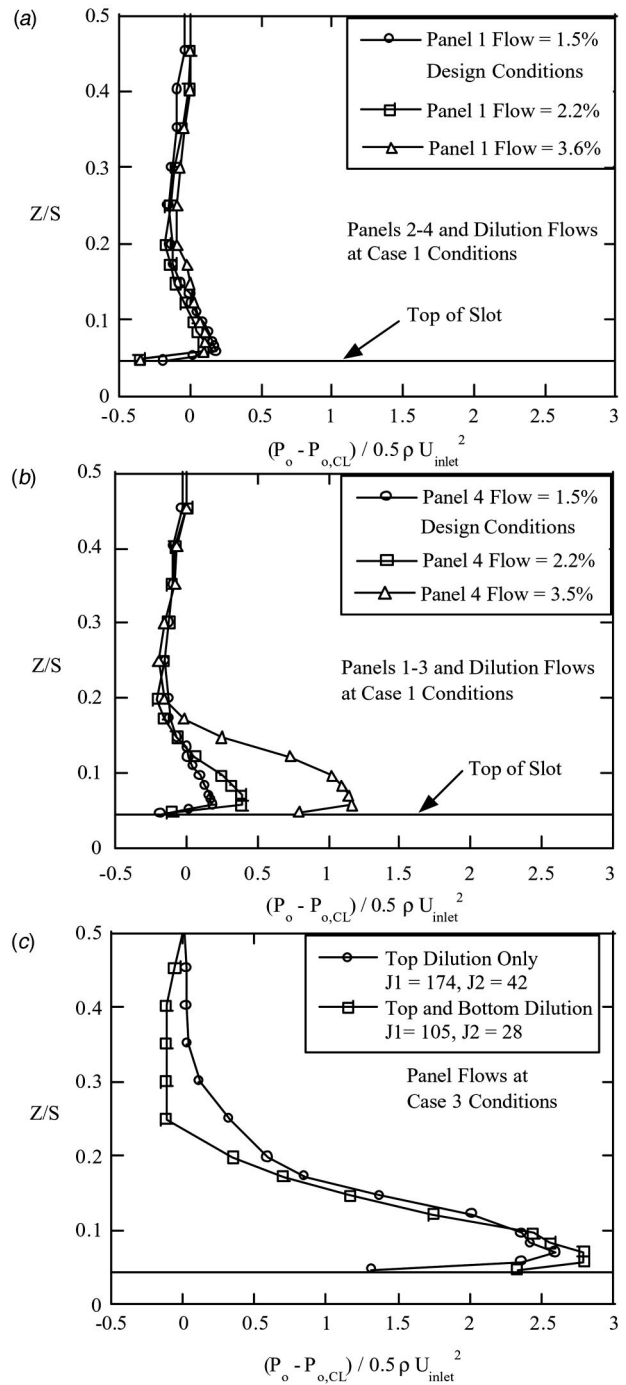 (a)
0.5
0.4
0.3
Z/S
0.2
0.1
0
Panel 1 Flow = 1.5%
Design Conditions
Panel 1 Flow = 2.2%
Panel 1 Flow = 3.6%
Panels 2-4 and Dilution Flows
at Case 1 Conditions
Top of Slot
-0.5 0 0.5 1 1.5 2 2.5 3
(P_o - P_o,CL) / 0.5 ρ U_inlet^2
(b)
0.5
0.4
0.3
Z/S
0.2
0.1
0
Panel 4 Flow = 1.5%
Design Conditions
Panel 4 Flow = 2.2%
Panel 4 Flow = 3.5%
Panels 1-3 and Dilution Flows
at Case 1 Conditions
Top of Slot
-0.5 0 0.5 1 1.5 2 2.5 3
(P_o - P_o,CL) / 0.5 ρ U_inlet^2
(c)
0.5
0.4
0.3
Z/S
0.2
0.1
0
Top Dilution Only
J1 = 174, J2 = 42
Top and Bottom Dilution
J1= 105, J2 = 28
Panel Flows at
Case 3 Conditions
-0.5 0 0.5 1 1.5 2 2.5 3
(P_o - P_o,CL) / 0.5 ρ U_inlet^2